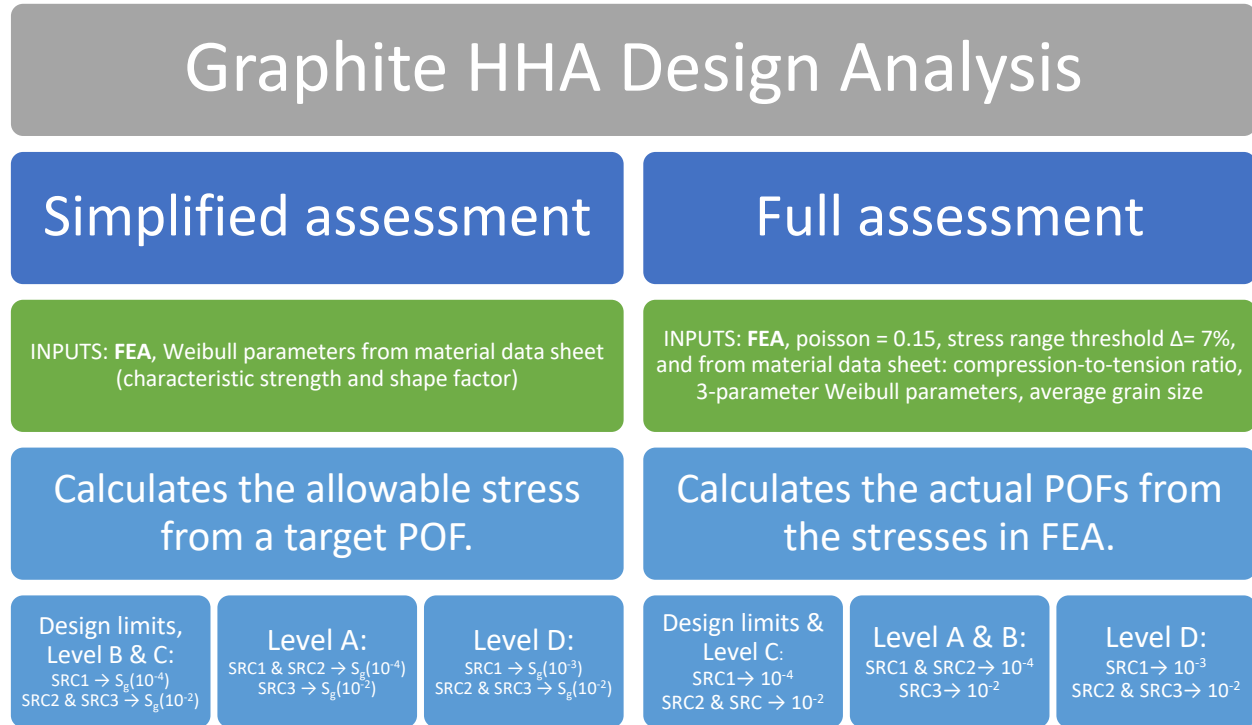 Graphite HHA Design Analysis
Simplified assessment
Full assessment
INPUTS: FEA, Weibull parameters from material data sheet
(characteristic strength and shape factor)
INPUTS: FEA, poisson = 0.15, stress range threshold Δ= 7%,
and from material data sheet: compression-to-tension ratio,
3-parameter Weibull parameters, average grain size
Calculates the allowable stress
from a target POF.
Calculates the actual POFs from
the stresses in FEA.
Design limits,
Level B & C:
SRC1 → Sg(10⁻⁴)
SRC2 & SRC3 → Sg(10⁻²)
Level A:
SRC1 & SRC2 → Sg(10⁻⁴)
SRC3 → Sg(10⁻²)
Level D:
SRC1 → Sg(10⁻³)
SRC2 & SRC3 → Sg(10⁻²)
Design limits &
Level C:
SRC1→ 10⁻⁴
SRC2 & SRC → 10⁻²
Level A & B:
SRC1 & SRC2→ 10⁻⁴
SRC3→ 10⁻²
Level D:
SRC1→ 10⁻³
SRC2 & SRC3→ 10⁻²